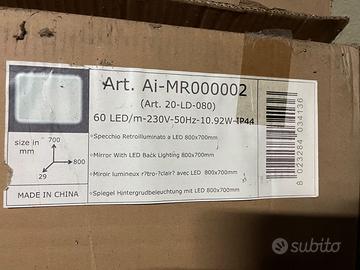 Art. Ai-MR000002
(Art. 20-LD-080)
60 LED/m-230V-50Hz-10.92W-IP44
size in
mm
700
800
29
MADE IN CHINA
•Specchio Retroilluminato a LED 800x700mm
•Mirror With LED Back Lighting 800x700mm
•Miroir lumineux r?tro-?clair? avec LED 800x700mm
•Spiegel Hintergrudbeleuchtung mit LED 800x700mm
8 023284 034136
subito